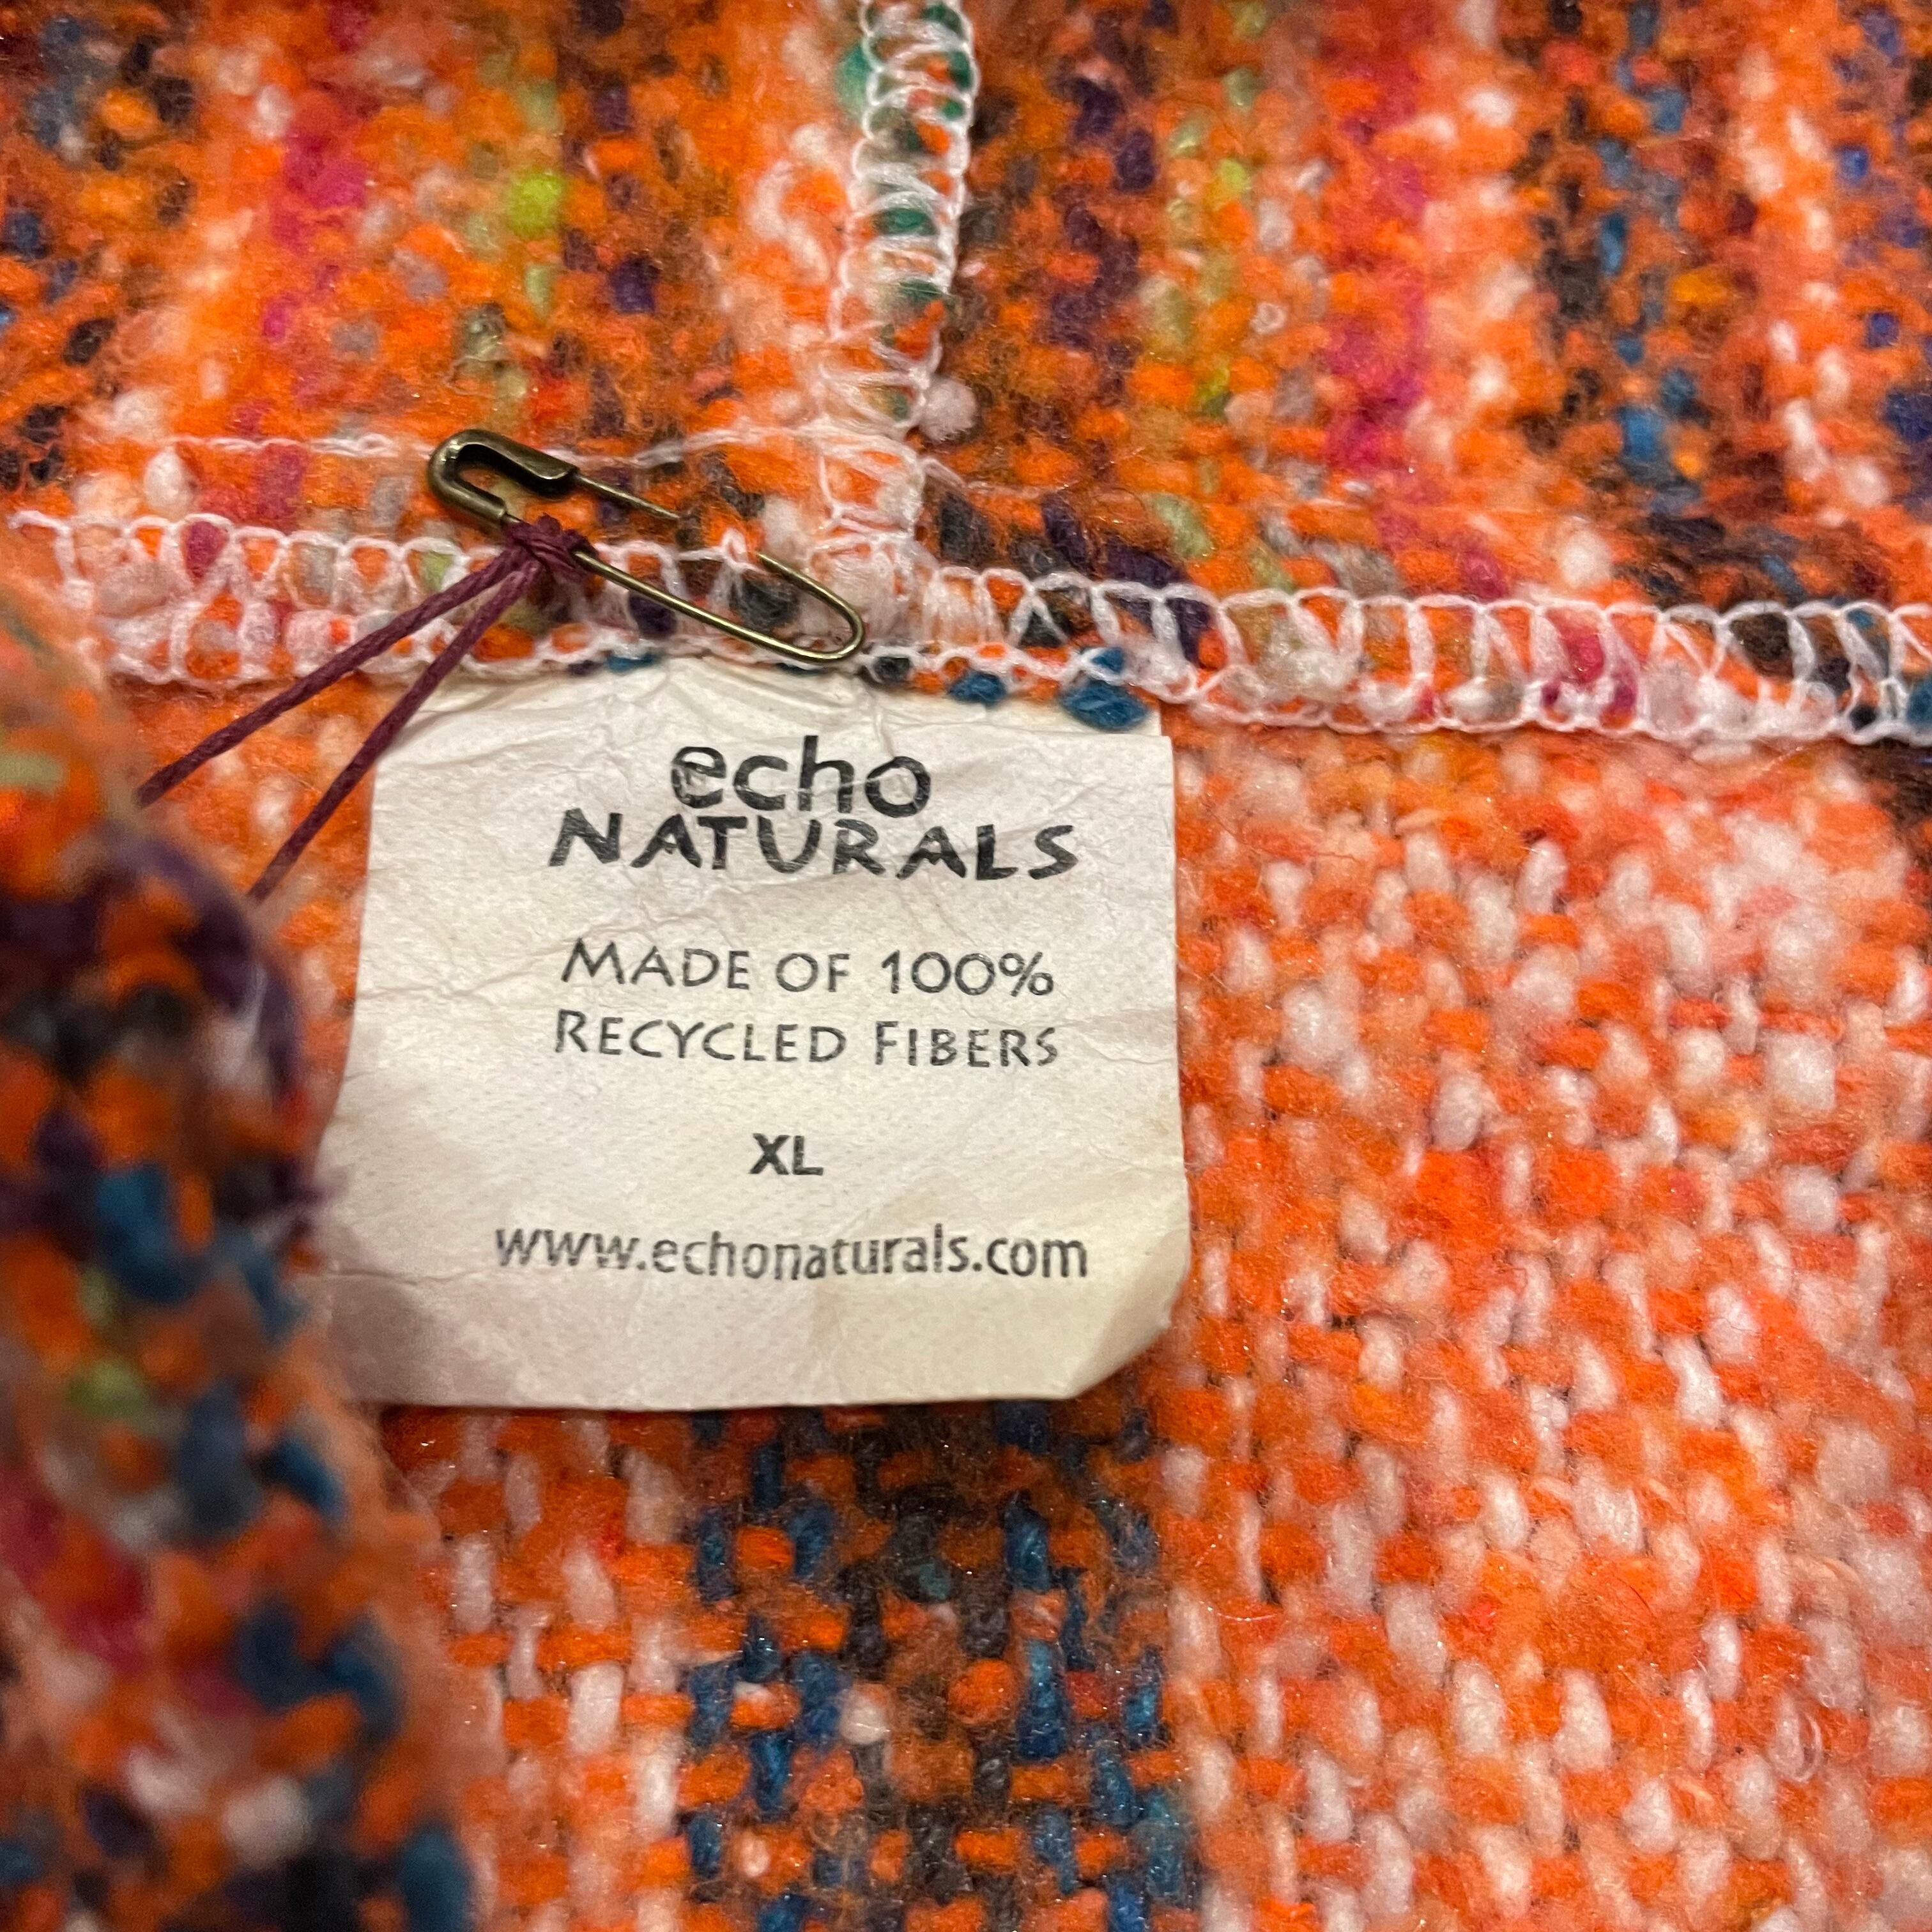 echo
NATURALS
MADE OF 100%
RECYCLED FIBERS
XL
www.echonaturals.com